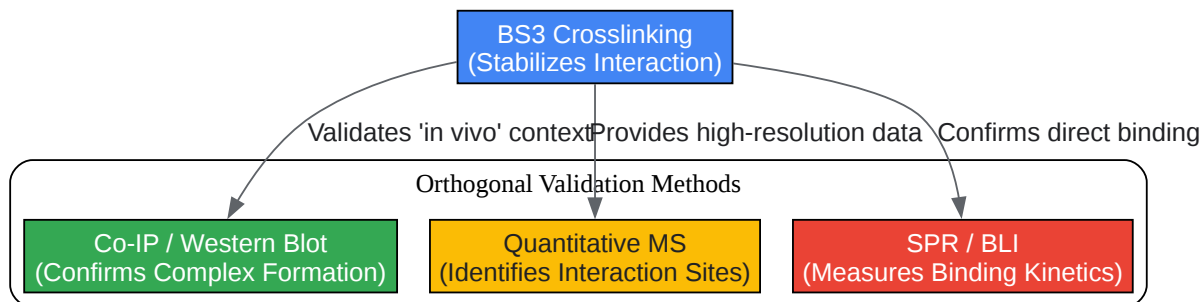 BS3 Crosslinking
(Stabilizes Interaction)
Validates 'in vivo' context
Provides high-resolution data
Confirms direct binding
Orthogonal Validation Methods
Co-IP / Western Blot
(Confirms Complex Formation)
Quantitative MS
(Identifies Interaction Sites)
SPR / BLI
(Measures Binding Kinetics)